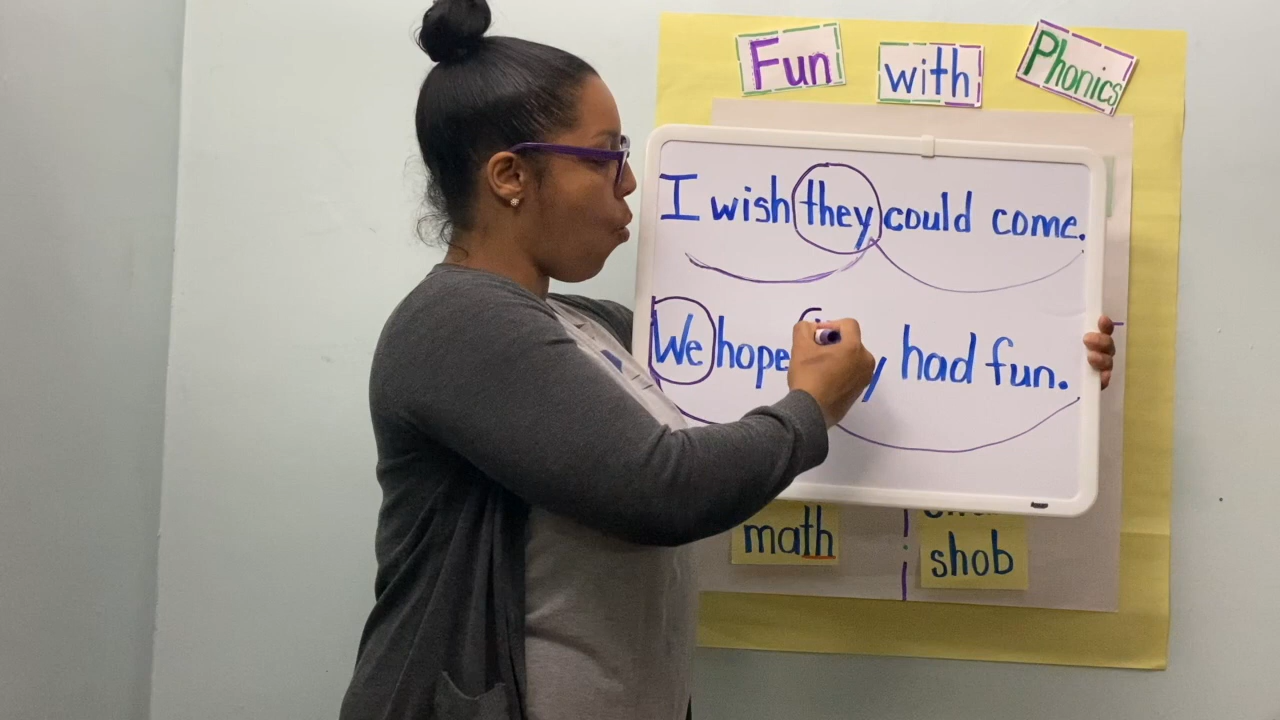 Fun with Phonics
I wish they could come.
We hope had fun.
math
shob